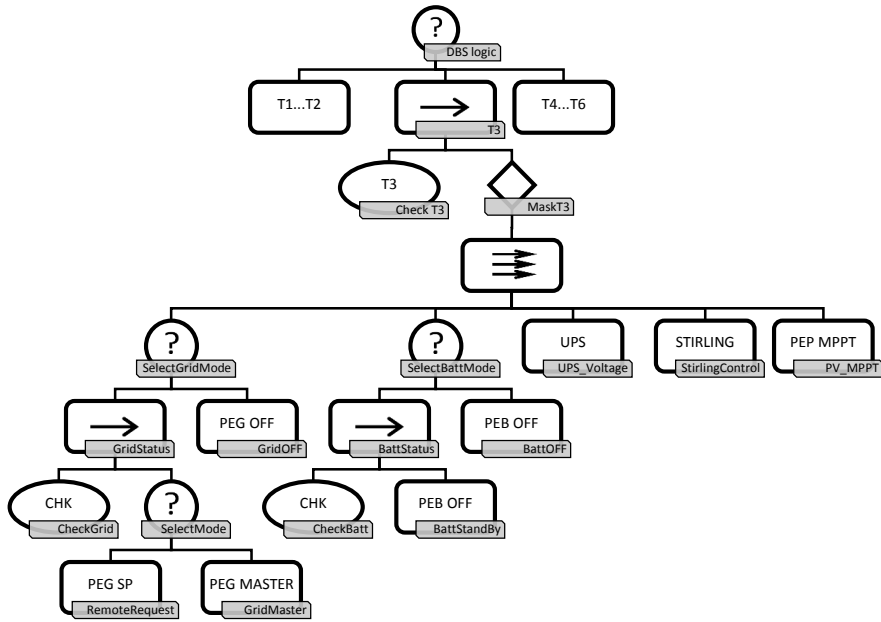 ?
DBS logic
T1...T2
T3
T4...T6
T3
Check T3
MaskT3
?
SelectGridMode
?
SelectBattMode
UPS
UPS_Voltage
STIRLING
StirlingControl
PEP MPPT
PV_MPPT
GridStatus
PEG OFF
GridOFF
BattStatus
PEB OFF
BattOFF
CHK
CheckGrid
?
SelectMode
CHK
CheckBatt
PEB OFF
BattStandBy
PEG SP
RemoteRequest
PEG MASTER
GridMaster